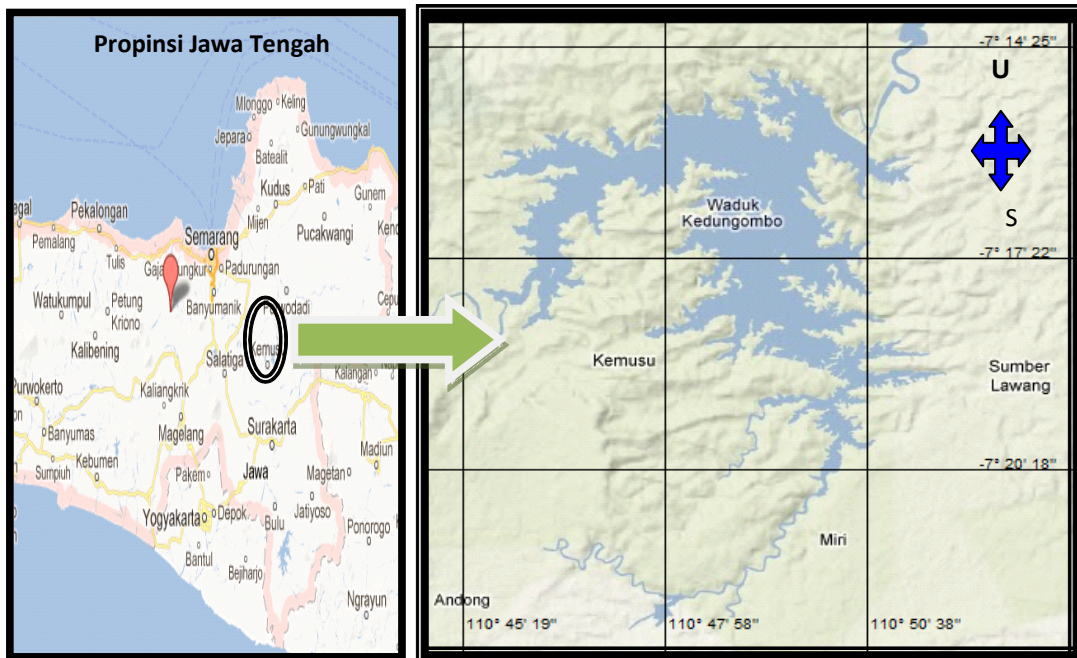 Propinsi Jawa Tengah
Mlonggo Keling
Jepara Gunungwungkal
Batealit
Kudus Pati
Gunem
Mijen
Pucakwangi
Pekalongan
Pemalang
Semarang
Tulis
Padurungan
Banyumanik
Watukumpul Petung
Kriono
Kalibening
Salatiga
Kalangan
Purwokerto
Kaliangkrik
Banyumas
Magelang
Surakarta
Sumpiuh Kebumen
Madiun
Pakem
Jawa
Magetan
Yogyakarta Depok
Bulu
Jatiyoso
Ponorogo
Bantul
Bejiharjo
Ngrayun
-7° 14' 25"
U
Waduk
Kedungombo
S
-7° 17' 22"
Kemusu
Sumber
Lawang
-7° 20' 18"
Miri
Andong
110° 45' 19" 110° 47' 58" 110° 50' 38"